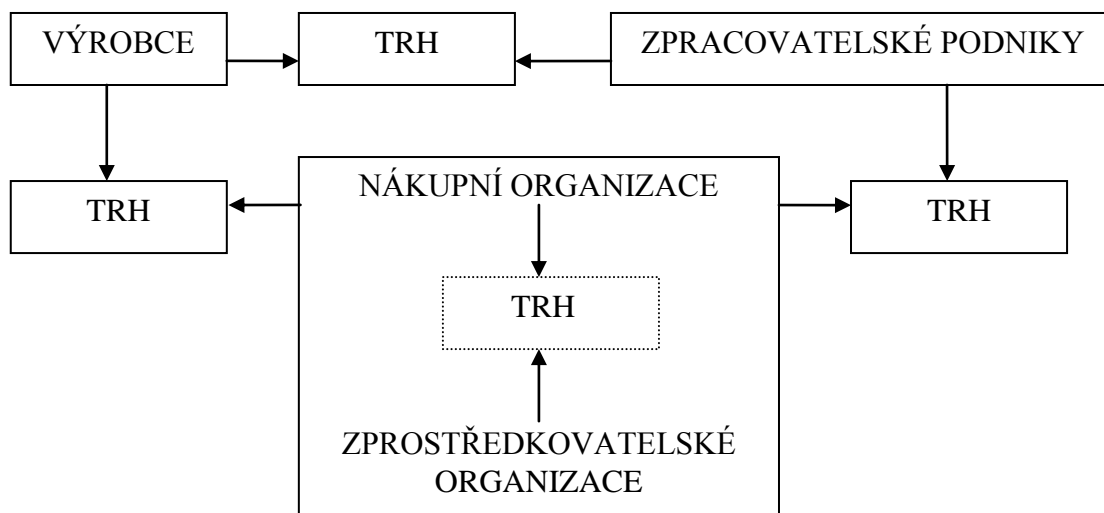 VÝROBCE
TRH
ZPRACOVATELSKÉ PODNIKY
TRH
NÁKUPNÍ ORGANIZACE
TRH
TRH
ZPROSTŘEDKOVATELSKÉ
ORGANIZACE